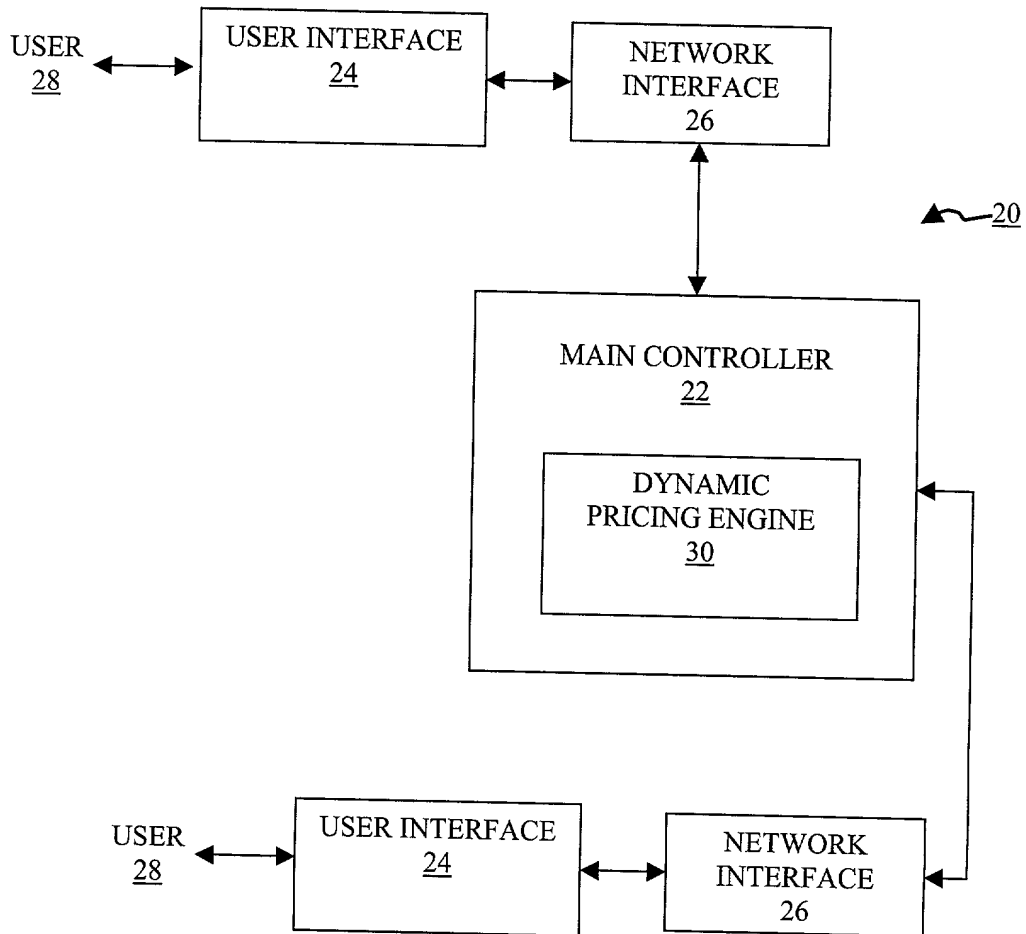 USER
28
USER INTERFACE
24
NETWORK
INTERFACE
26
20
MAIN CONTROLLER
22
DYNAMIC
PRICING ENGINE
30
USER
28
USER INTERFACE
24
NETWORK
INTERFACE
26